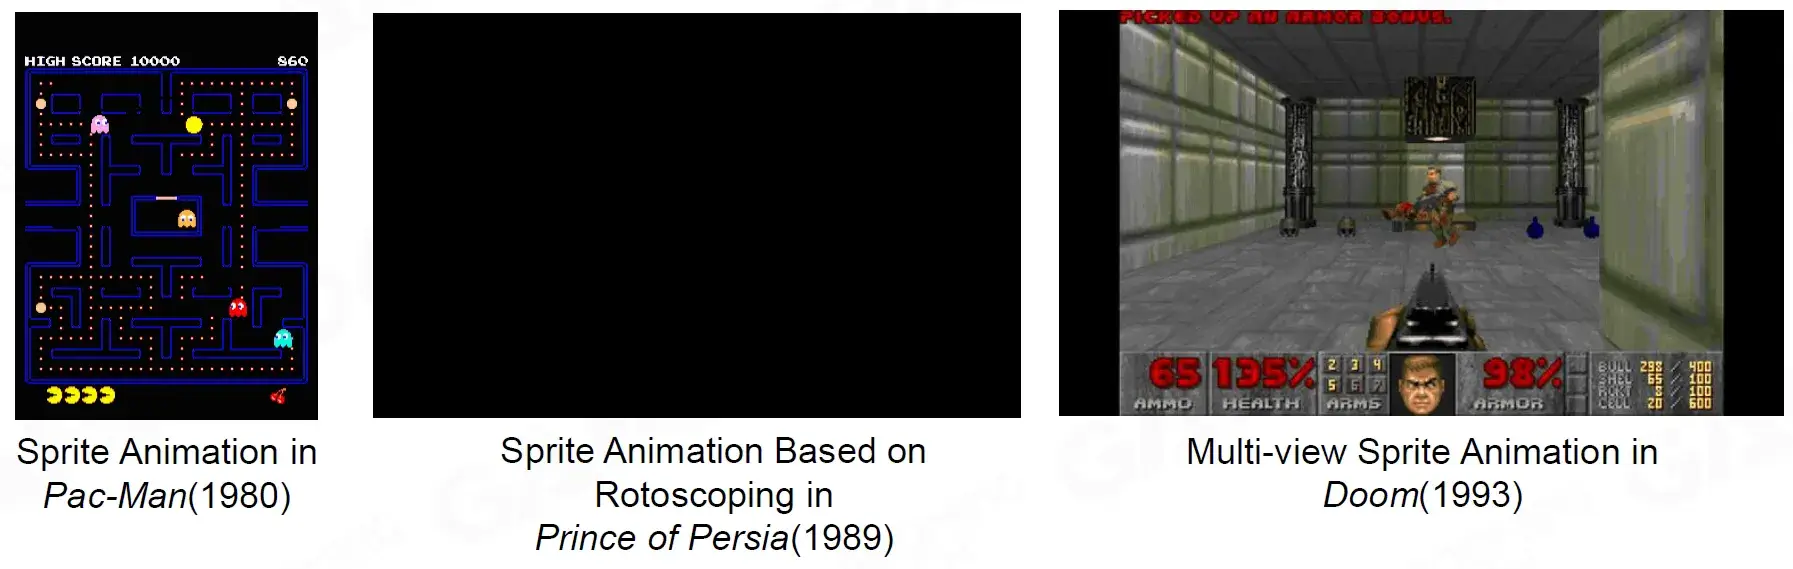 HIGH SCORE 10000 860
Sprite Animation in
Pac-Man(1980)
Sprite Animation Based on
Rotoscoping in
Prince of Persia(1989)
PICKED UP AN ARMOR BONUS.
65 135% 2 3 4 98% BULL 298 / 400
5 6 7 SHEL 65 / 100
RCKT 3 / 100
AMMO HEALTH ARMS ARMOR CELL 20 / 600
Multi-view Sprite Animation in
Doom(1993)